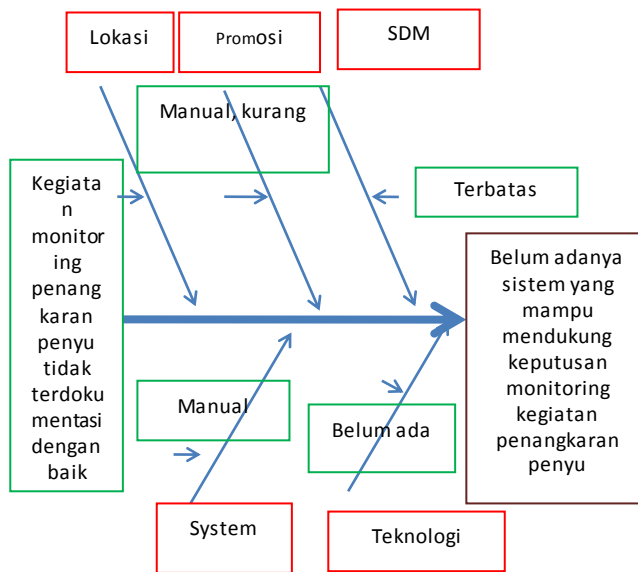 Lokasi
Promosi
SDM
Manual, kurang
Terbatas
Kegiata
n
monitor
ing
penang
karan
penyu
tidak
terdoku
mentasi
dengan
baik
Belum adanya
sistem yang
mampu
mendukung
keputusan
monitoring
kegiatan
penangkaran
penyu
Manual
Belum ada
System
Teknologi